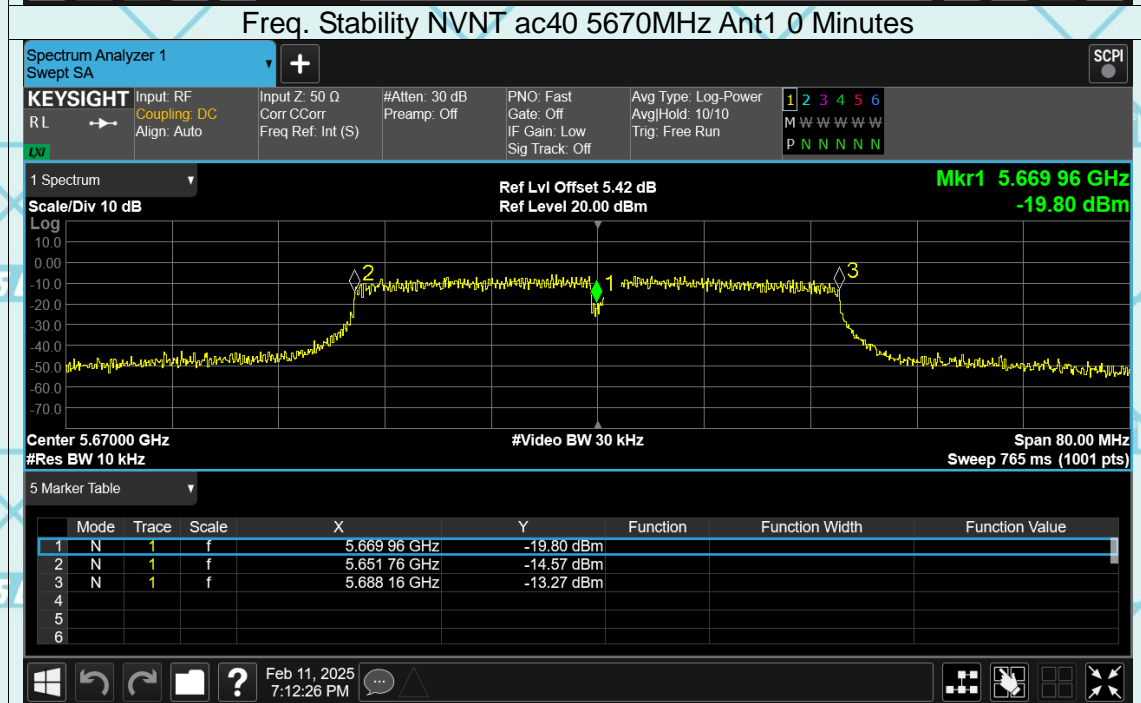 Freq. Stability NVNT ac40 5670MHz Ant1 0 Minutes
Spectrum Analyzer 1
Swept SA
+
SCPI
KEYSIGHT Input: RF Input Z: 50 Ω #Atten: 30 dB PNO: Fast Avg Type: Log-Power 1 2 3 4 5 6
RL Coupling: DC Corr CCorr Preamp: Off Gate: Off Avg|Hold: 10/10 M W W W W W
Align: Auto Freq Ref: Int (S) IF Gain: Low Trig: Free Run
LXI Sig Track: Off P N N N N N
1 Spectrum Ref Lvl Offset 5.42 dB Mkr1 5.669 96 GHz
Scale/Div 10 dB Ref Level 20.00 dBm -19.80 dBm
Log
10.0
0.00
-10.0
-20.0
-30.0
-40.0
-50.0
-60.0
-70.0
2
1
3
Center 5.67000 GHz #Video BW 30 kHz Span 80.00 MHz
#Res BW 10 kHz Sweep 765 ms (1001 pts)
5 Marker Table
Mode Trace Scale X Y Function Function Width Function Value
1 N 1 f 5.669 96 GHz -19.80 dBm
2 N 1 f 5.651 76 GHz -14.57 dBm
3 N 1 f 5.688 16 GHz -13.27 dBm
4
5
6
? Feb 11, 2025
7:12:26 PM